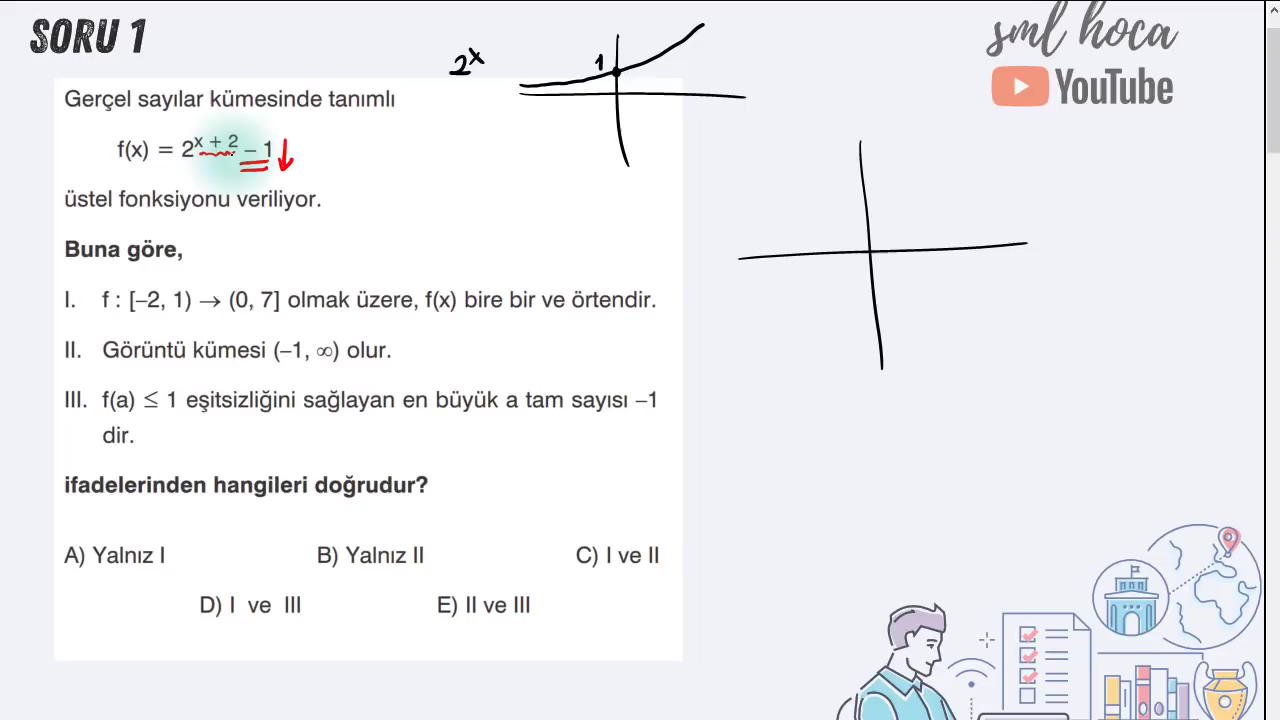 SORU 1
sml hoca
YouTube
2^x
1
Gerçel sayılar kümesinde tanımlı
f(x) = 2^(x + 2) – 1
üstel fonksiyonu veriliyor.
Buna göre,
I. f : [–2, 1) → (0, 7] olmak üzere, f(x) bire bir ve örtendir.
II. Görüntü kümesi (–1, ∞) olur.
III. f(a) ≤ 1 eşitsizliğini sağlayan en büyük a tam sayısı –1
dir.
ifadelerinden hangileri doğrudur?
A) Yalnız I B) Yalnız II C) I ve II
D) I ve III E) II ve III